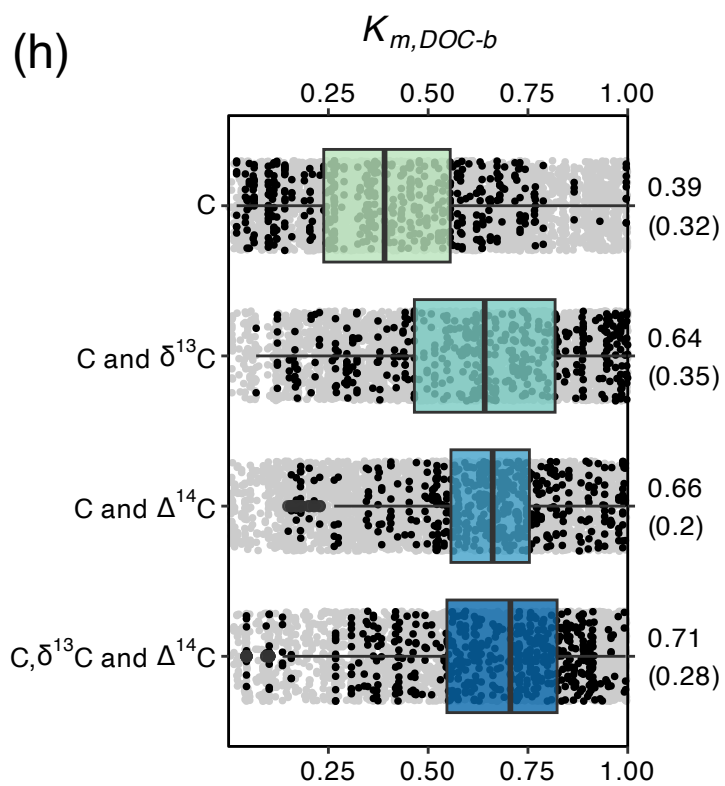 (h)
K_{m,DOC-b}
0.25 0.50 0.75 1.00
C 0.39
(0.32)
C and δ¹³C 0.64
(0.35)
C and Δ¹⁴C 0.66
(0.2)
C,δ¹³C and Δ¹⁴C 0.71
(0.28)
0.25 0.50 0.75 1.00